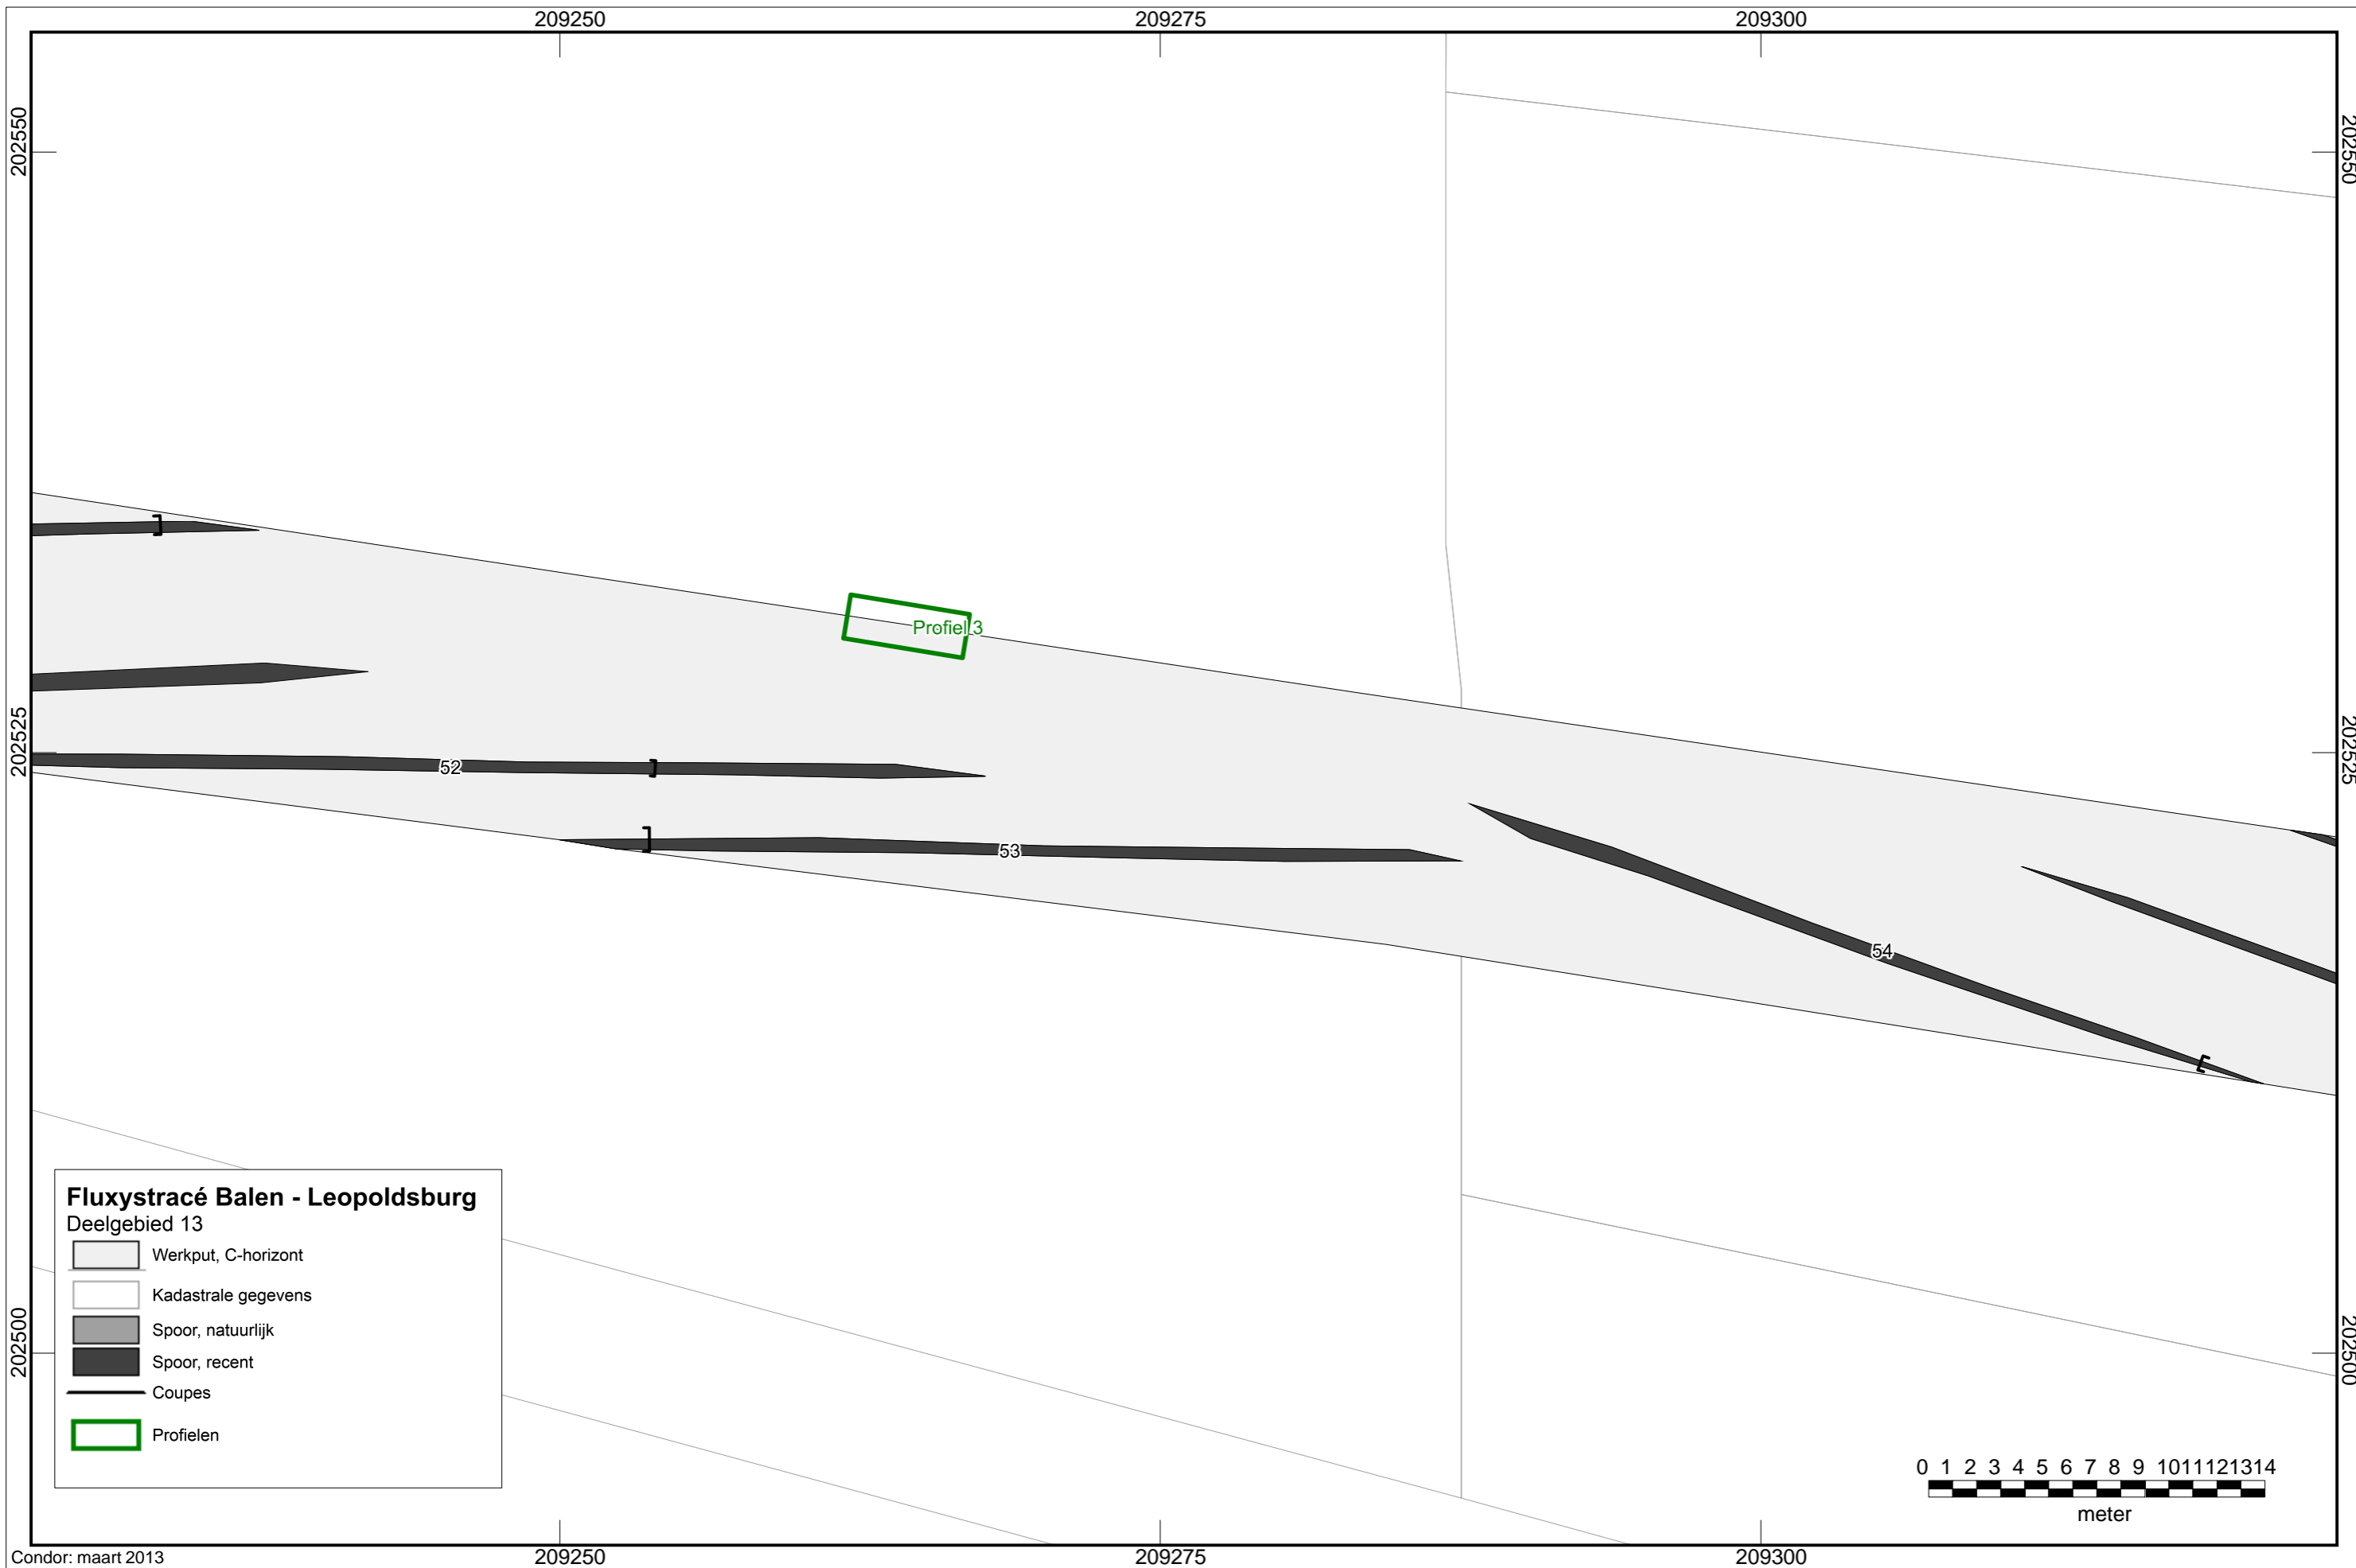 209250 209275 209300
202550
202550
Profiel 3
202525
202525
52
53
54
202500
202500
Fluxystracé Balen - Leopoldsburg
Deelgebied 13
Werkput, C-horizont
Kadastrale gegevens
Spoor, natuurlijk
Spoor, recent
Coupes
Profielen
0 1 2 3 4 5 6 7 8 9 10 11 12 13 14
meter
Condor: maart 2013
209250 209275 209300